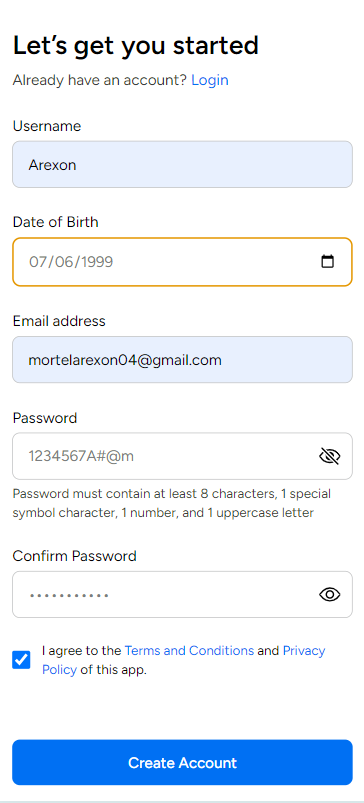 Let's get you started
Already have an account? Login
Username
Arexon
Date of Birth
07/06/1999
Email address
mortelarexon04@gmail.com
Password
1234567A#@m
Password must contain at least 8 characters, 1 special
symbol character, 1 number, and 1 uppercase letter
Confirm Password
•••••••••••
I agree to the Terms and Conditions and Privacy
Policy of this app.
Create Account